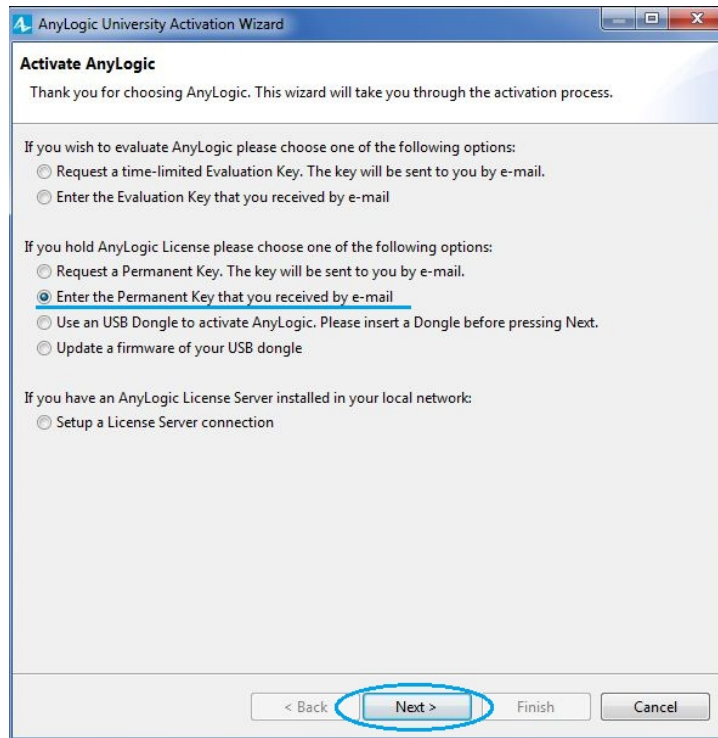 AnyLogic University Activation Wizard
Activate AnyLogic
Thank you for choosing AnyLogic. This wizard will take you through the activation process.
If you wish to evaluate AnyLogic please choose one of the following options:
Request a time-limited Evaluation Key. The key will be sent to you by e-mail.
Enter the Evaluation Key that you received by e-mail
If you hold AnyLogic License please choose one of the following options:
Request a Permanent Key. The key will be sent to you by e-mail.
Enter the Permanent Key that you received by e-mail
Use an USB Dongle to activate AnyLogic. Please insert a Dongle before pressing Next.
Update a firmware of your USB dongle
If you have an AnyLogic License Server installed in your local network:
Setup a License Server connection
< Back Next > Finish Cancel